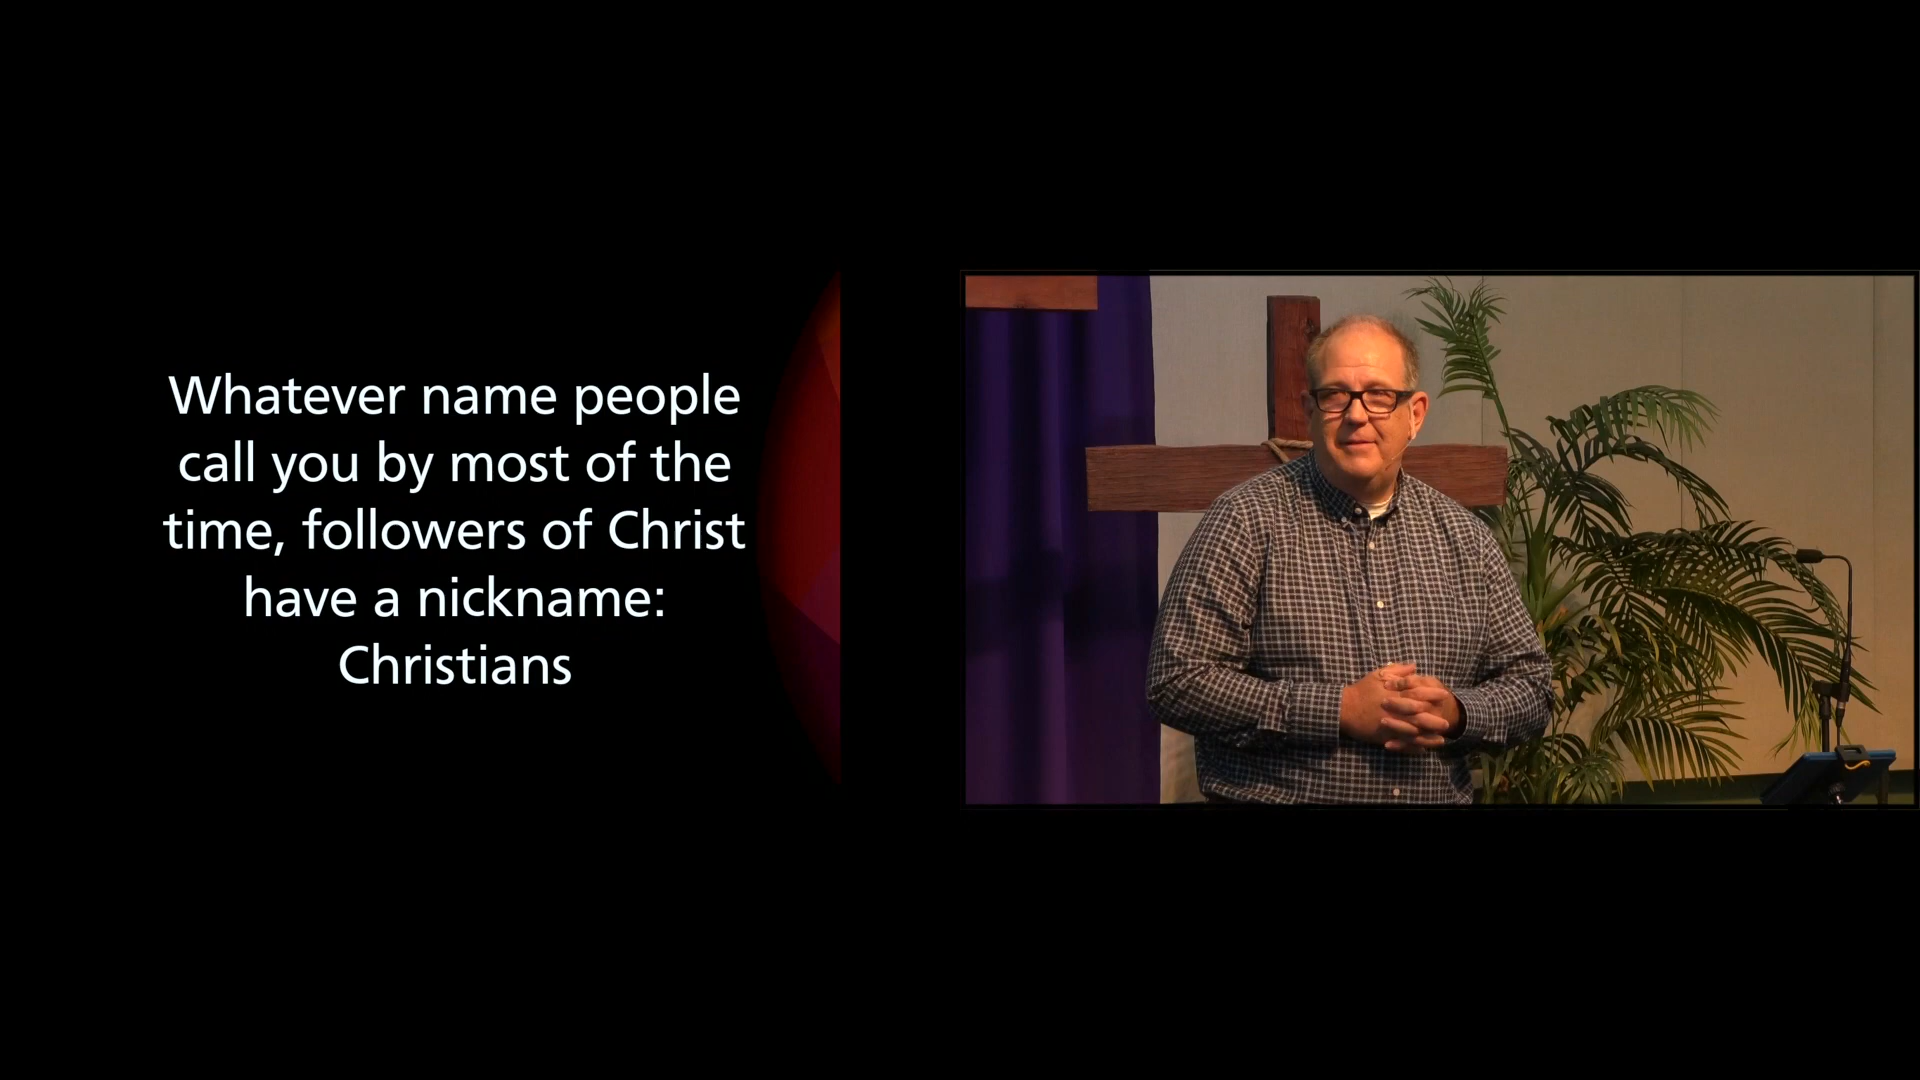 Whatever name people
call you by most of the
time, followers of Christ
have a nickname:
Christians